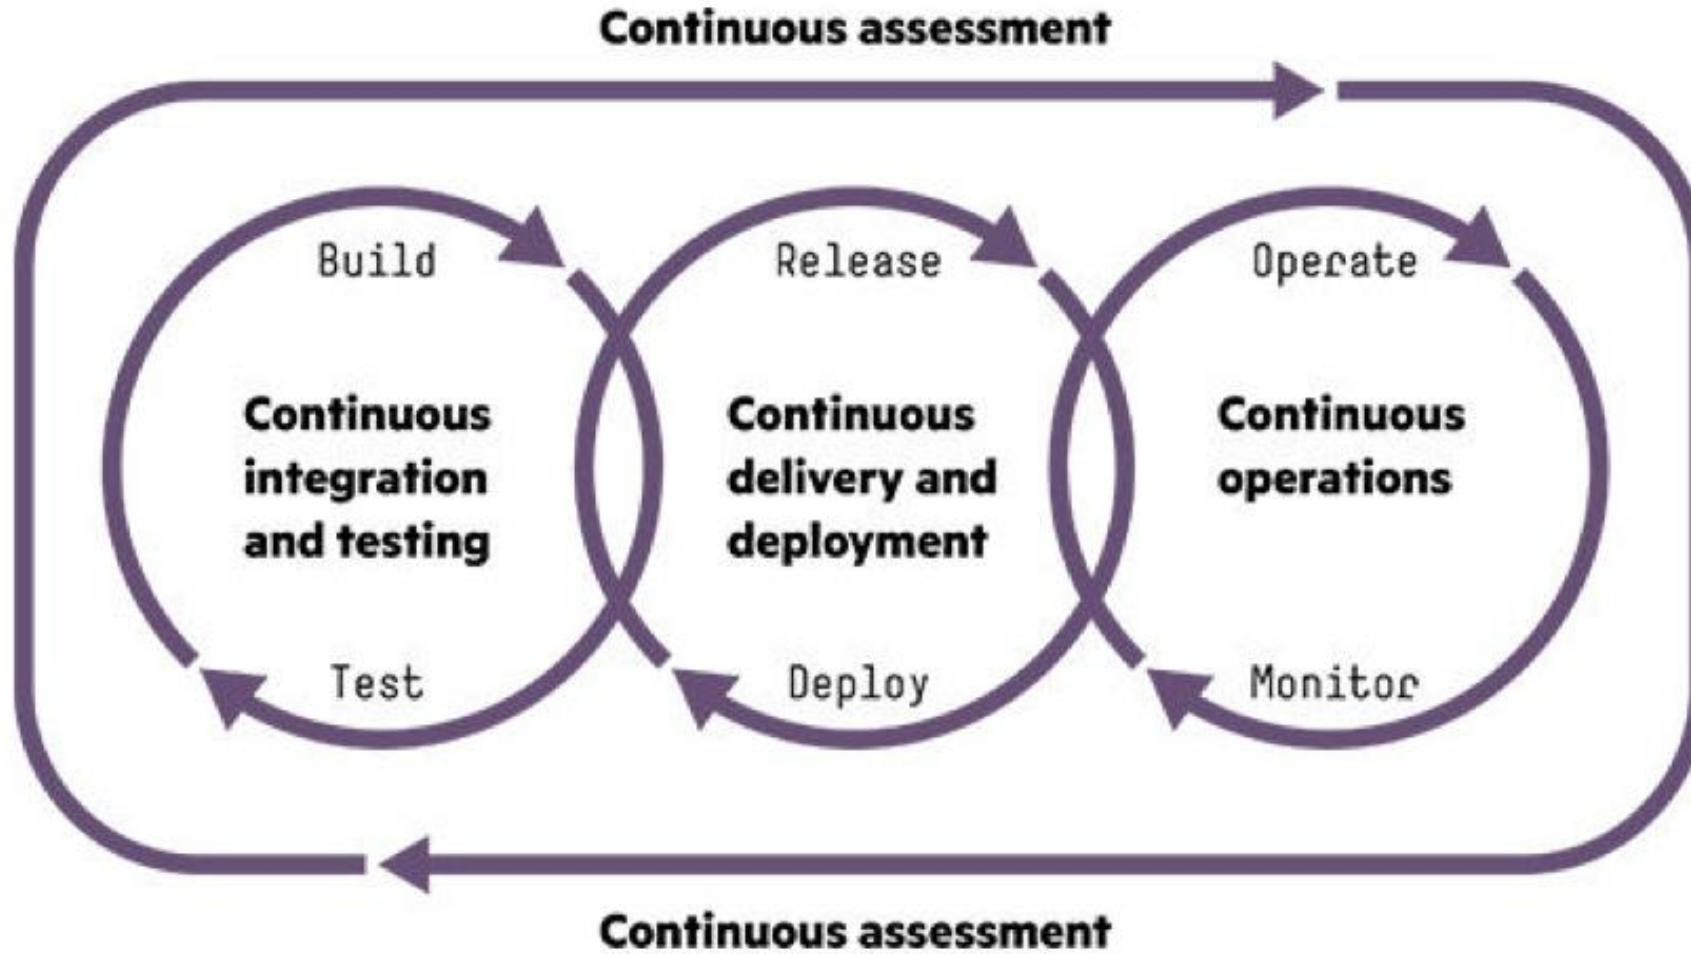 Continuous assessment
Build
Release
Operate
Continuous
integration
and testing
Continuous
delivery and
deployment
Continuous
operations
Test
Deploy
Monitor
Continuous assessment